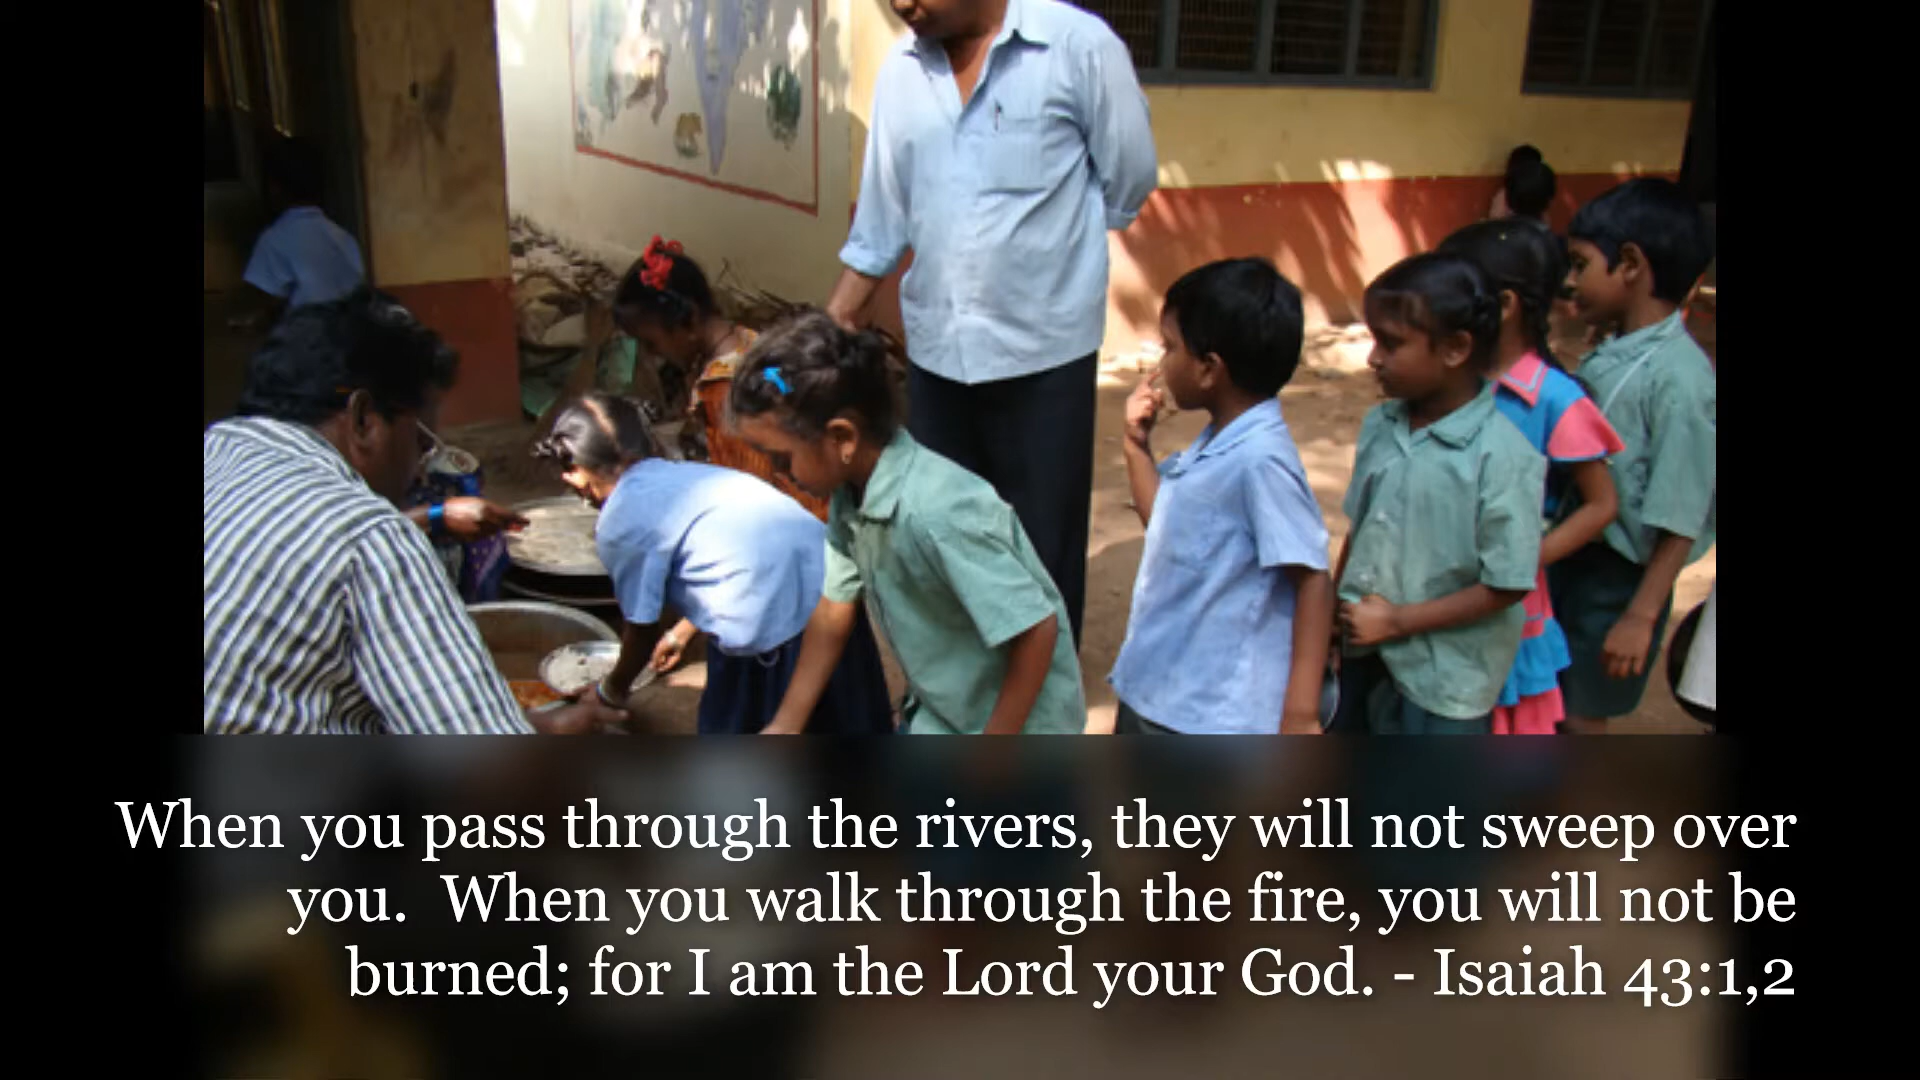 When you pass through the rivers, they will not sweep over
you.  When you walk through the fire, you will not be
burned; for I am the Lord your God. - Isaiah 43:1,2